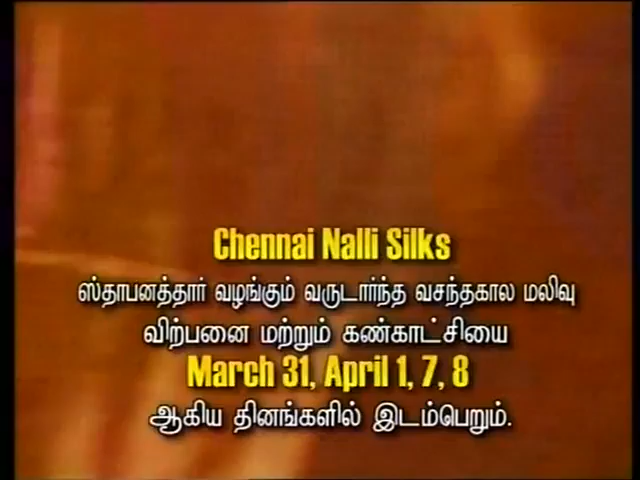 Chennai Nalli Silks
ஸ்தாபனத்தார் வழங்கும் வருடார்ந்த வசந்தகால மலிவு
விற்பனை மற்றும் கண்காட்சியை
March 31, April 1, 7, 8
ஆகிய தினங்களில் இடம்பெறும்.